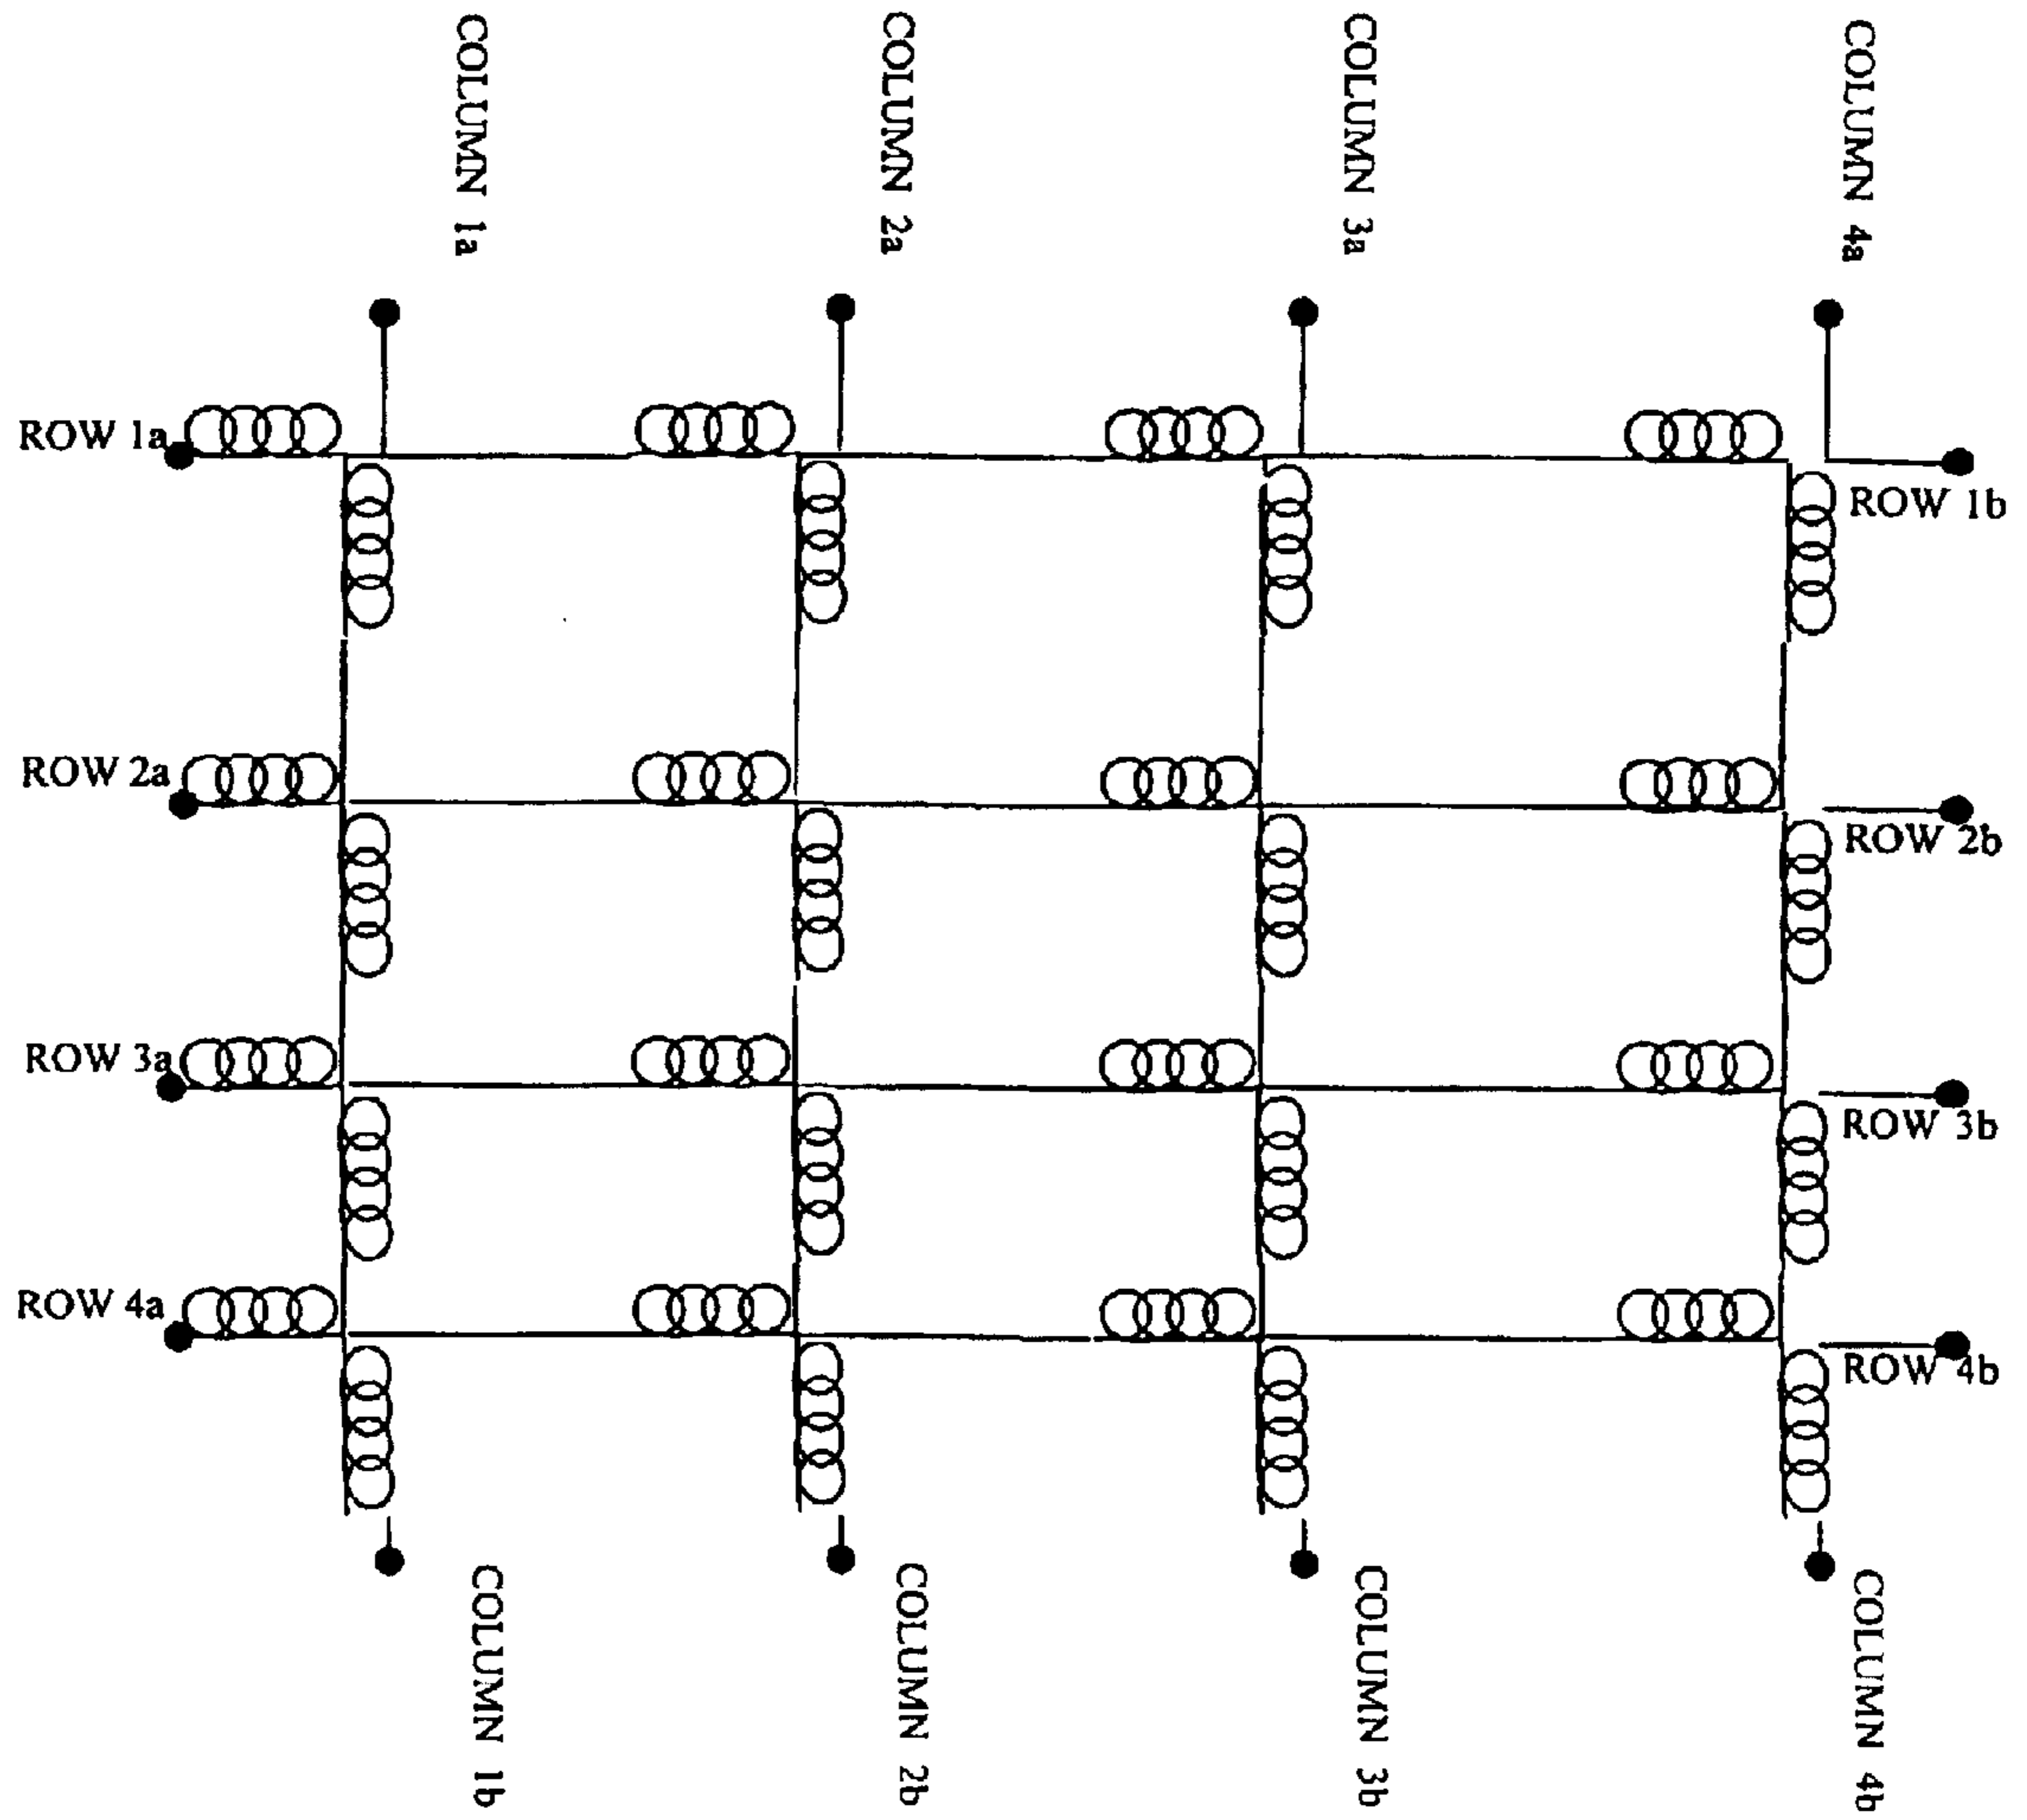 COLUMN 1a
COLUMN 2a
COLUMN 3a
COLUMN 4a
ROW 1a
ROW 1b
ROW 2a
ROW 2b
ROW 3a
ROW 3b
ROW 4a
ROW 4b
COLUMN 1b
COLUMN 2b
COLUMN 3b
COLUMN 4b